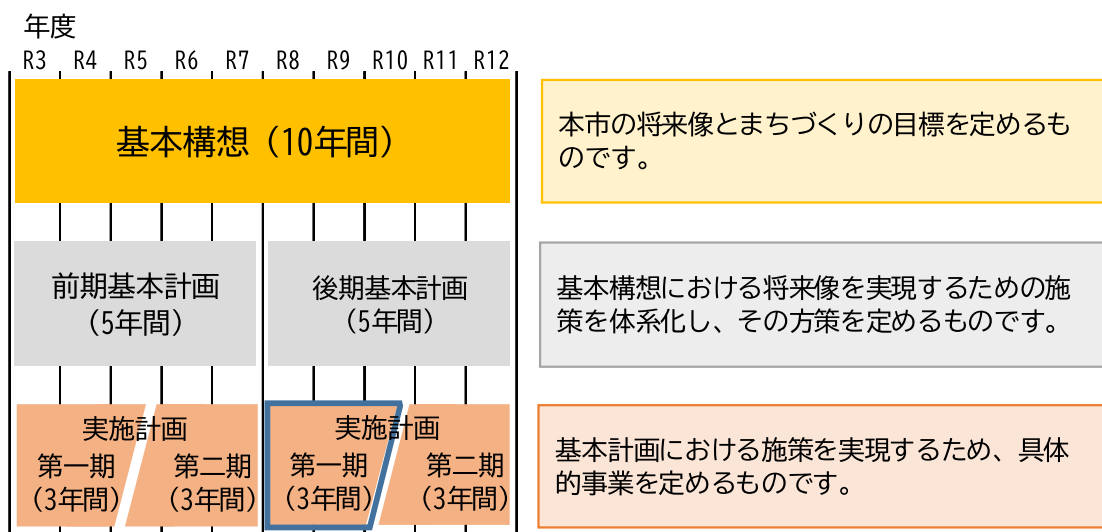 年度
R3 R4 R5 R6 R7 R8 R9 R10 R11 R12
基本構想（10年間）
本市の将来像とまちづくりの目標を定めるも
のです。
前期基本計画
（5年間）
後期基本計画
（5年間）
基本構想における将来像を実現するための施
策を体系化し、その方策を定めるものです。
実施計画
第一期
（3年間）
第二期
（3年間）
実施計画
第一期
（3年間）
第二期
（3年間）
基本計画における施策を実現するため、具体
的事業を定めるものです。